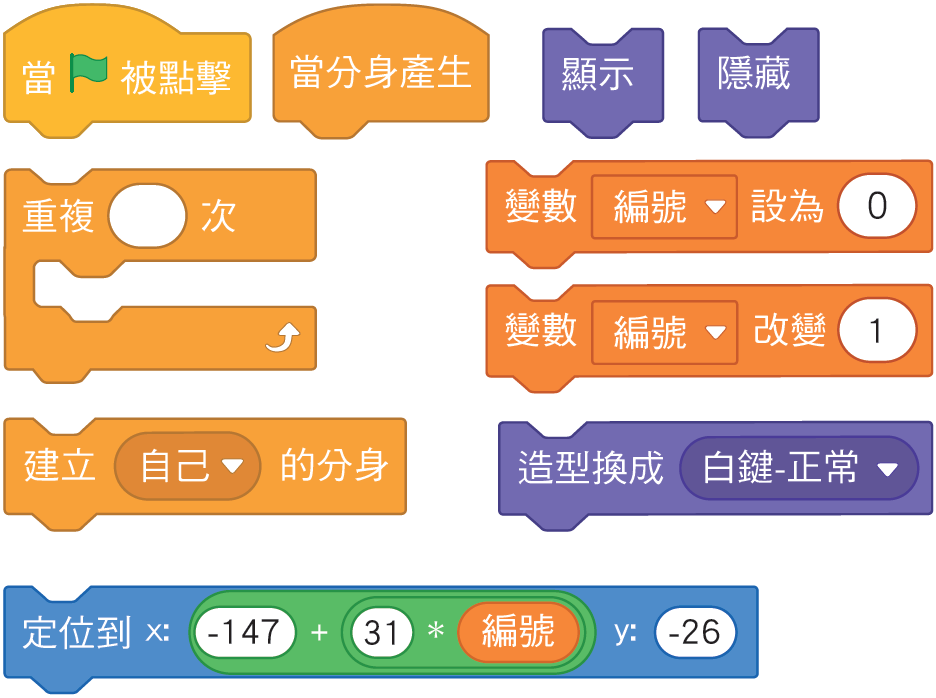 當 被點擊
當分身產生
顯示
隱藏
重複 次
變數 編號 設為 0
變數 編號 改變 1
建立 自己 的分身
造型換成 白鍵-正常
定位到 x: -147 + 31 * 編號 y: -26